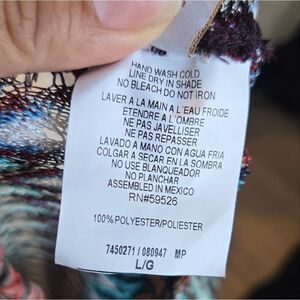 HAND WASH COLD
LINE DRY IN SHADE
NO BLEACH DO NOT IRON
LAVER A LA MAIN A L'EAU FROIDE
ETENDRE A L'OMBRE
NE PAS JAVELLISER
NE PAS REPASSER
LAVADO A MANO CON AGUA FRIA
COLGAR A SECAR EN LA SOMBRA
NO USE BLANQUEADOR
NO PLANCHAR
ASSEMBLED IN MEXICO
RN#59526
100% POLYESTER/POLIESTER
7450271 / 080947 MP
L/G